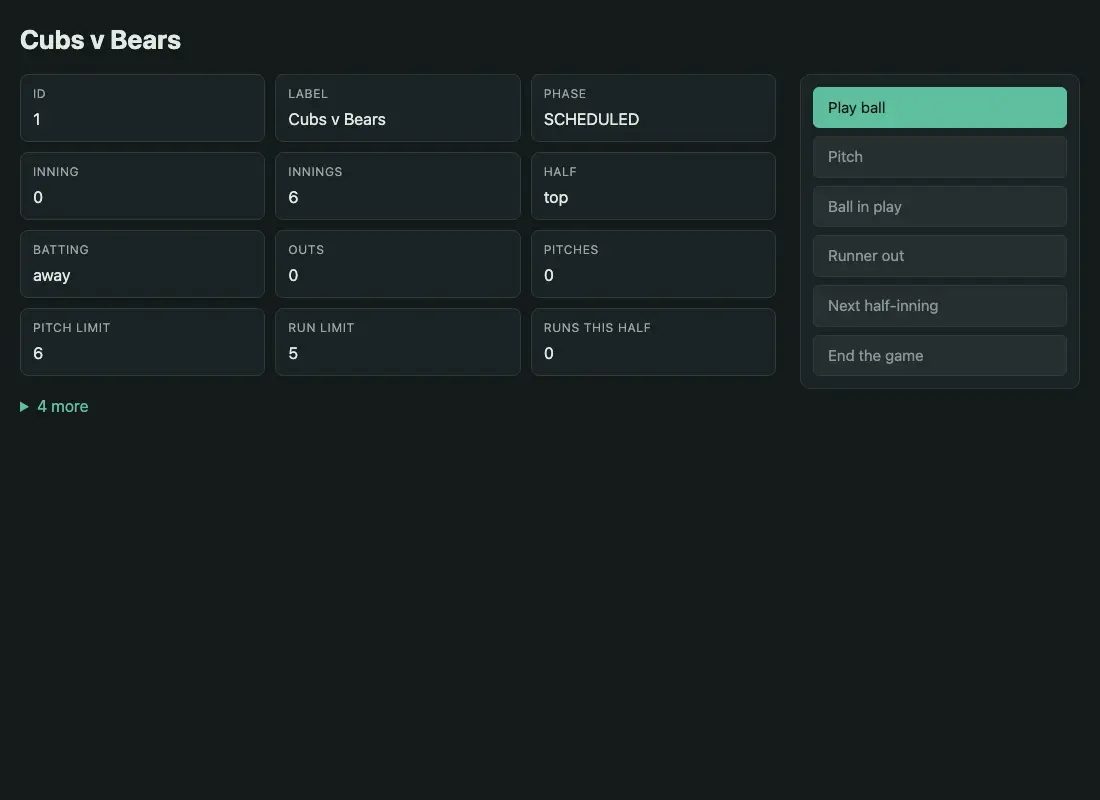 Cubs v Bears
ID
1
LABEL
Cubs v Bears
PHASE
SCHEDULED
INNING
0
INNINGS
6
HALF
top
BATTING
away
OUTS
0
PITCHES
0
PITCH LIMIT
6
RUN LIMIT
5
RUNS THIS HALF
0
4 more
Play ball
Pitch
Ball in play
Runner out
Next half-inning
End the game